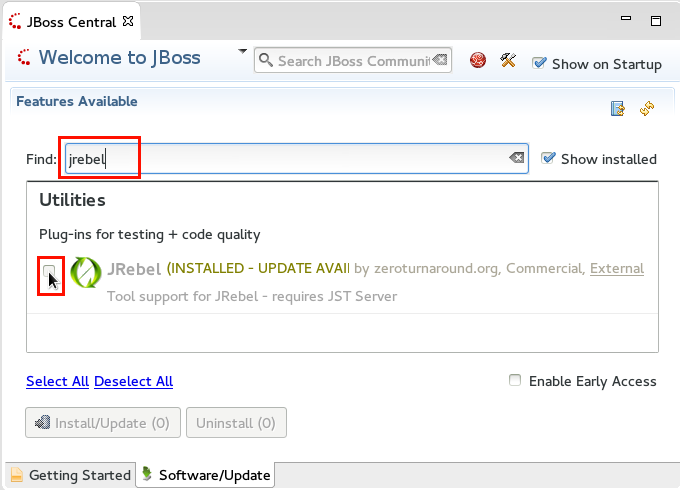 JBoss Central
Welcome to JBoss
Search JBoss Communit
Show on Startup
Features Available
Find: jrebel
Show installed
Utilities
Plug-ins for testing + code quality
JRebel (INSTALLED - UPDATE AVAI by zeroturnaround.org, Commercial, External
Tool support for JRebel - requires JST Server
Select All Deselect All
Enable Early Access
Install/Update (0) Uninstall (0)
Getting Started Software/Update